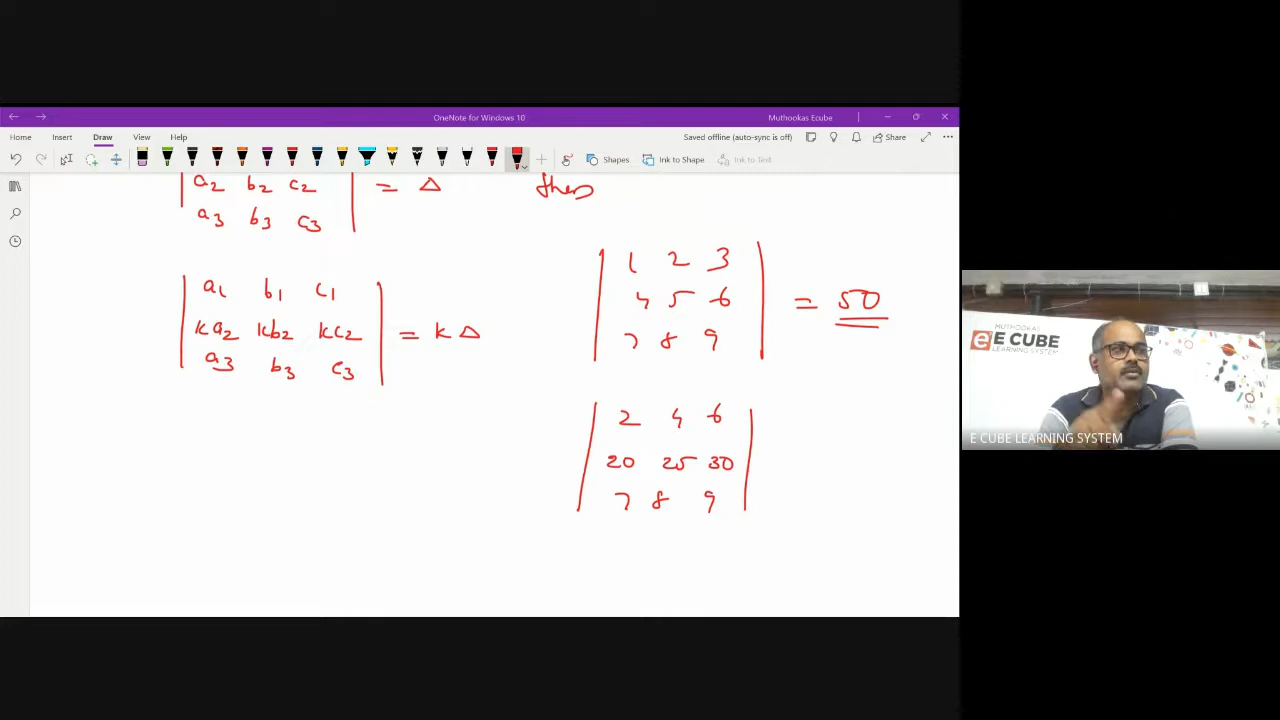 OneNote for Windows 10
Muthookas Ecube
Home Insert Draw View Help
Saved offline (auto-sync is off) Share
Shapes Ink to Shape Ink to Text
a2 b2 c2 = Δ then
a3 b3 c3
a1 b1 c1
ka2 kb2 kc2 = k Δ
a3 b3 c3
1 2 3
4 5 6 = 50
7 8 9
2 4 6
20 25 30
7 8 9
MUTHOOKAS
e E CUBE
LEARNING SYSTEM
E CUBE LEARNING SYSTEM